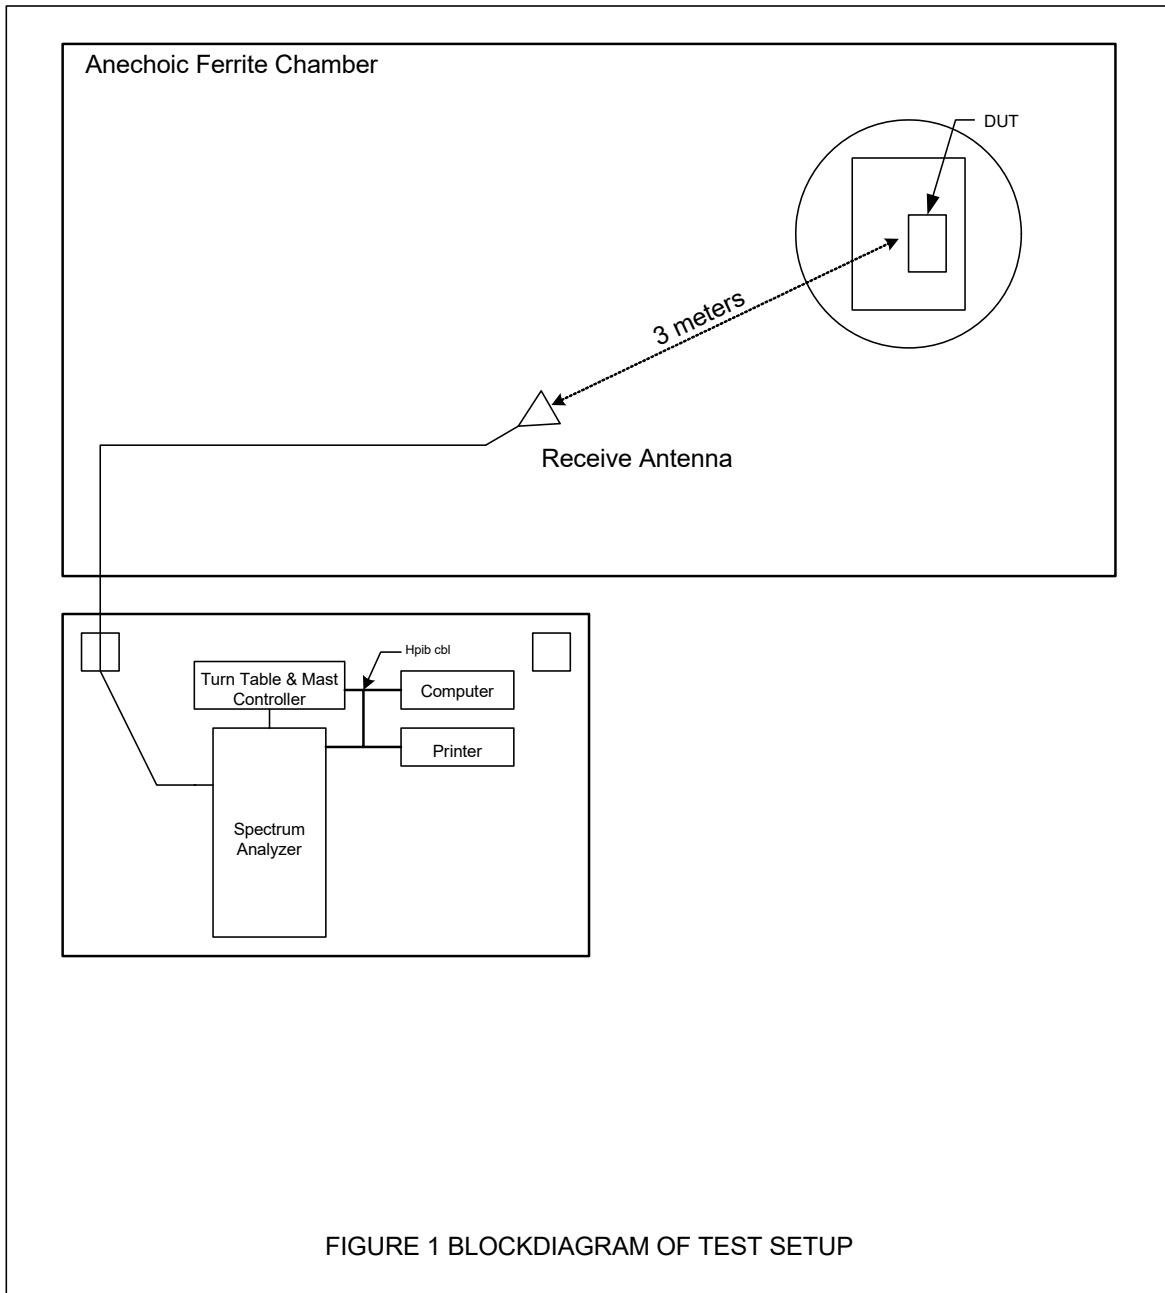 Anechoic Ferrite Chamber
DUT
3 meters
Receive Antenna
Hpib cbl
Turn Table & Mast
Controller
Computer
Printer
Spectrum
Analyzer
FIGURE 1 BLOCKDIAGRAM OF TEST SETUP